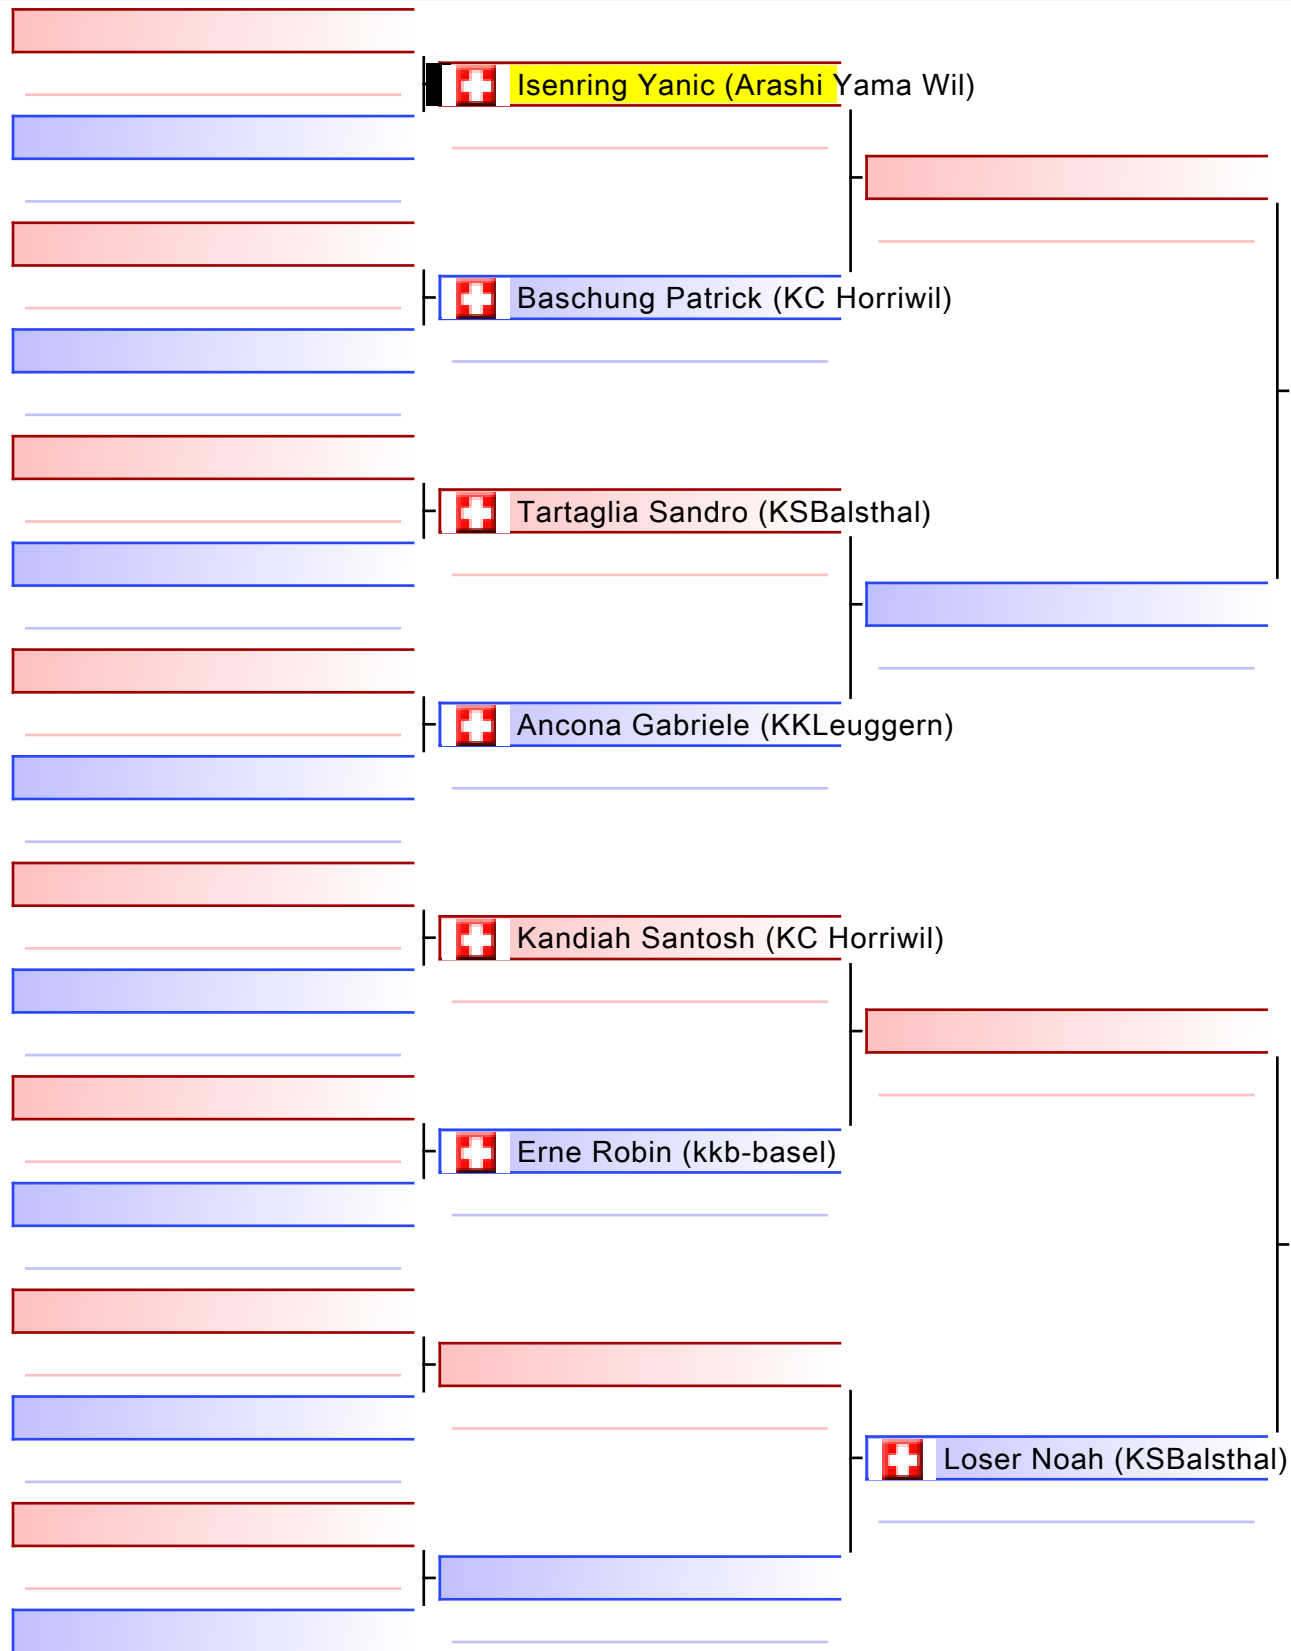 Isenring Yanic (Arashi Yama Wil)
Baschung Patrick (KC Horriwil)
Tartaglia Sandro (KSBalsthal)
Ancona Gabriele (KKLeuggern)
Kandiah Santosh (KC Horriwil)
Erne Robin (kkb-basel)
Loser Noah (KSBalsthal)